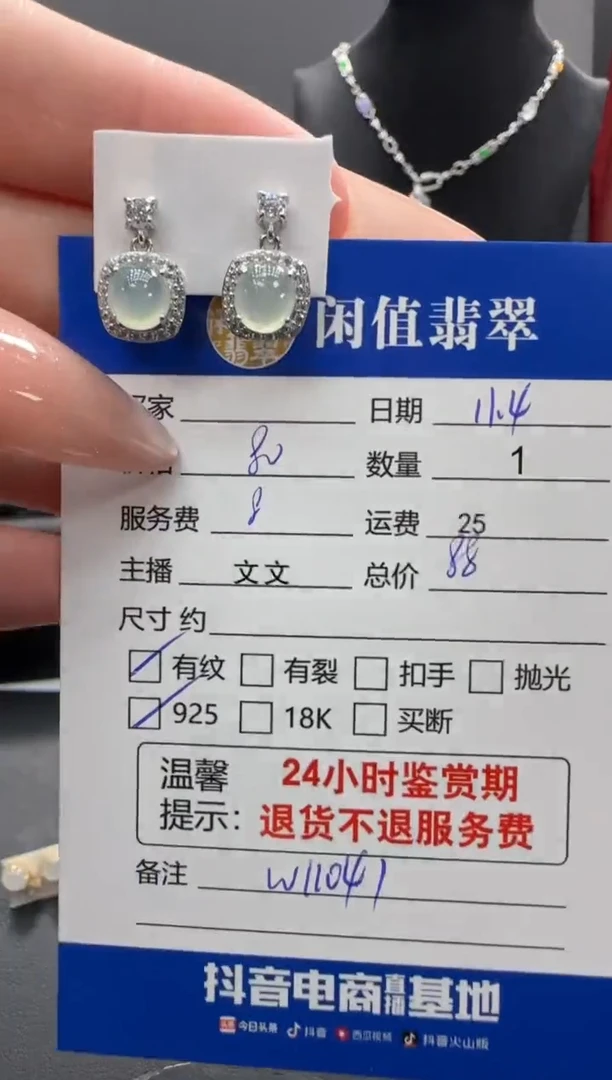 闲值翡翠
家 日期 11.4
80 数量 1
服务费 8 运费 25
主播 文文 总价 88
尺寸 约
有纹 有裂 扣手 抛光
925 18K 买断
温馨 24小时鉴赏期
提示: 退货不退服务费
备注 W11041
抖音电商直播基地
今日头条 抖音 西瓜视频 抖音火山版